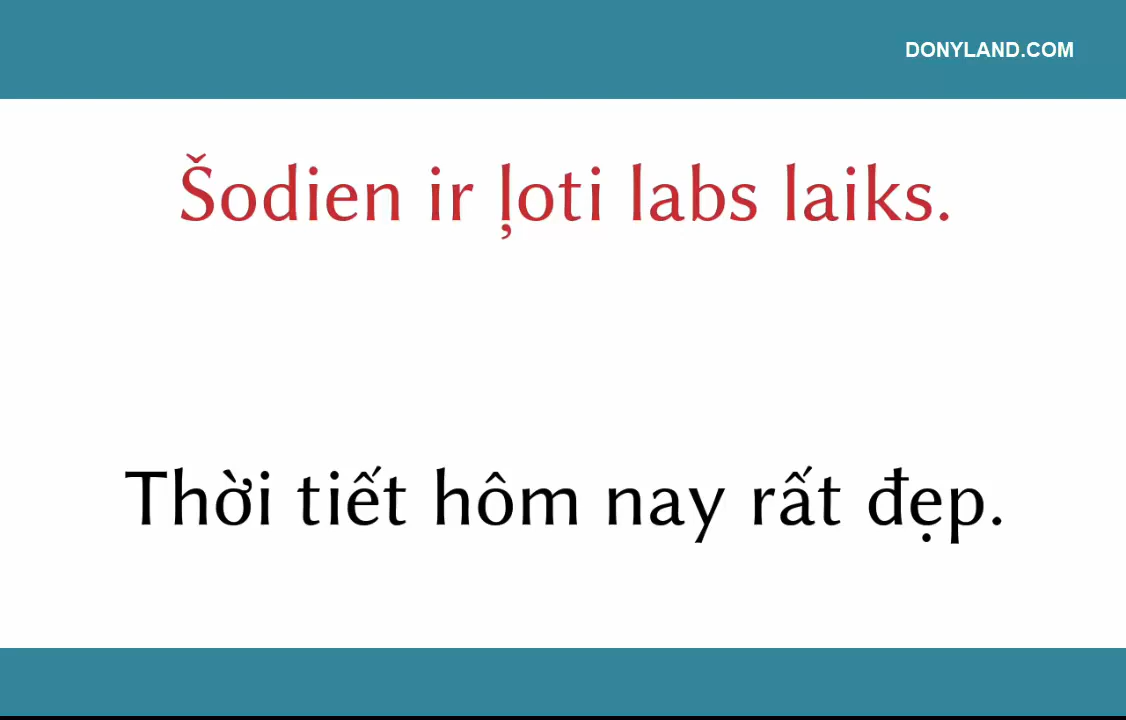 DONYLAND.COM
Šodien ir ļoti labs laiks.
Thời tiết hôm nay rất đẹp.